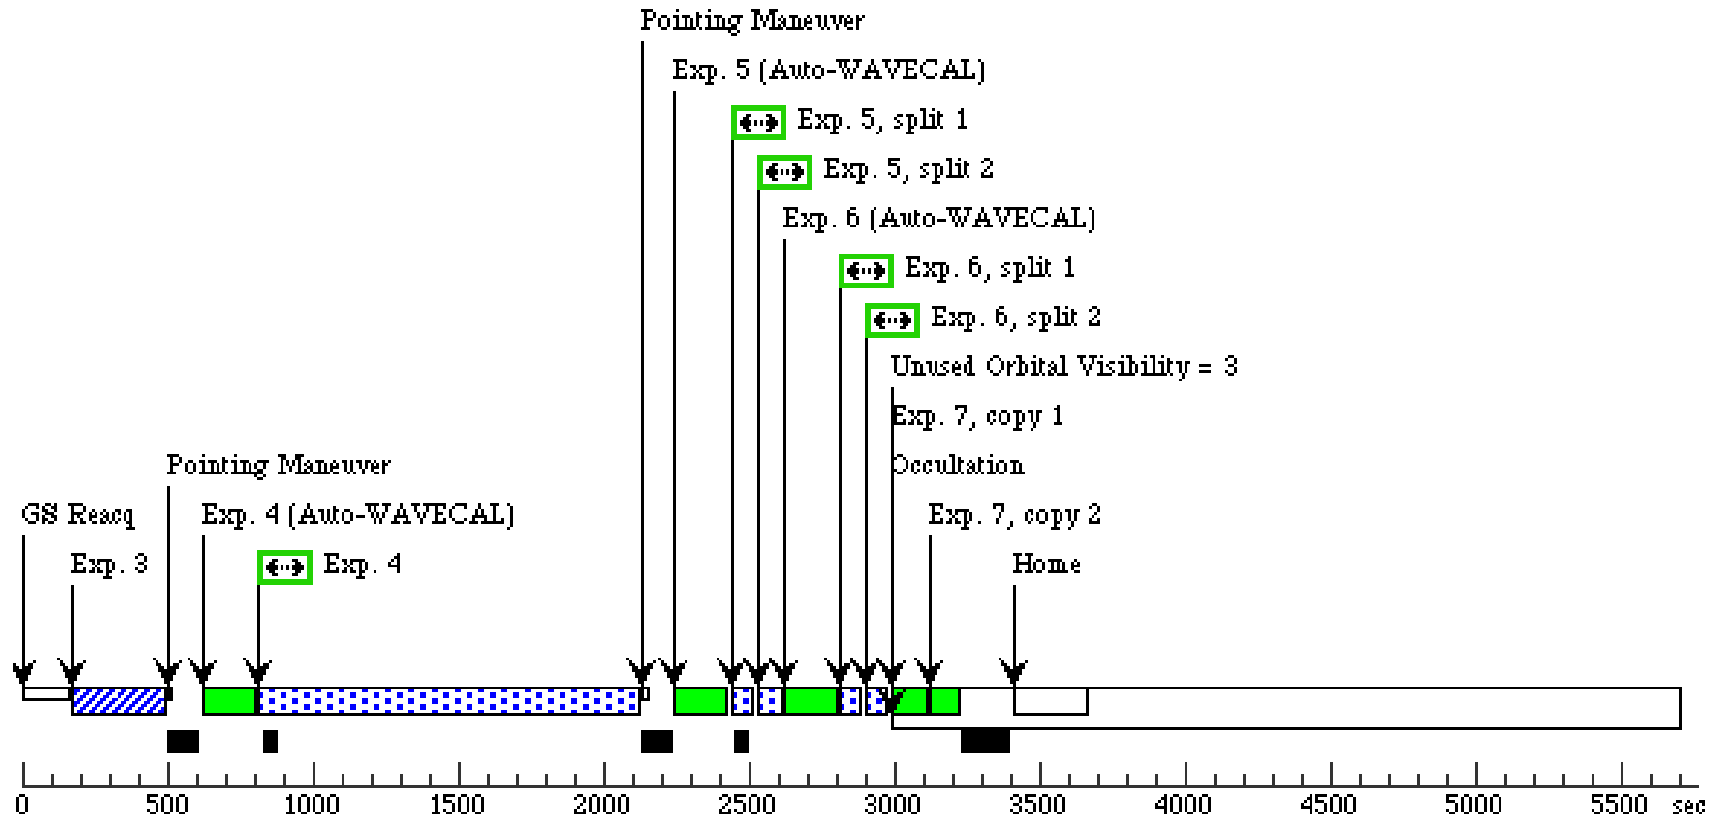 Pointing Maneuver
Exp. 5 (Auto-WAVECAL)
Exp. 5, split 1
Exp. 5, split 2
Exp. 6 (Auto-WAVECAL)
Exp. 6, split 1
Exp. 6, split 2
Unused Orbital Visibility = 3
Exp. 7, copy 1
Pointing Maneuver
Occultation
GS Reacq
Exp. 4 (Auto-WAVECAL)
Exp. 7, copy 2
Exp. 3
Exp. 4
Home
0 500 1000 1500 2000 2500 3000 3500 4000 4500 5000 5500 sec